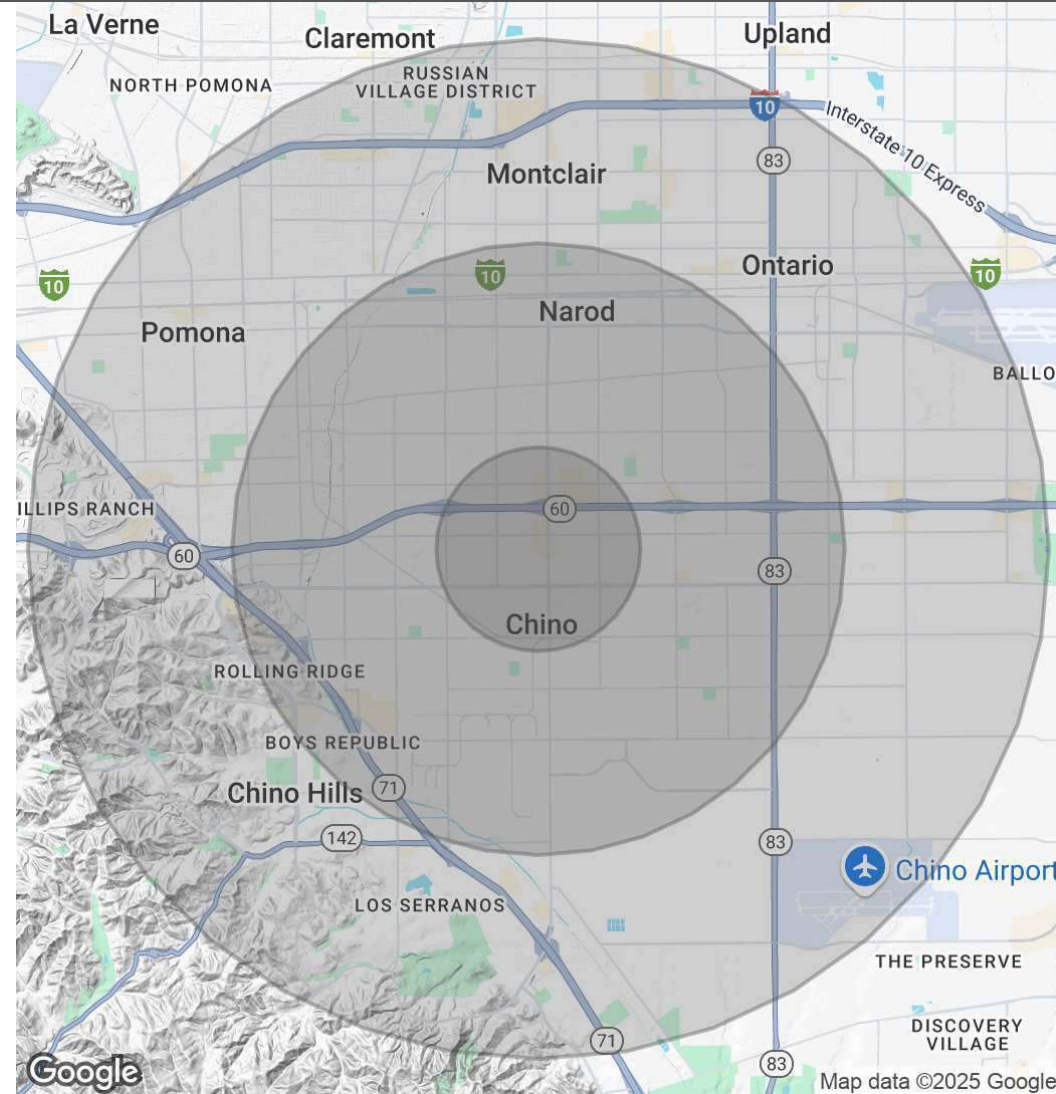 La Verne
Claremont
Upland
NORTH POMONA
RUSSIAN
VILLAGE DISTRICT
10
Interstate 10 Express
83
Montclair
10
10
Ontario
10
Narod
Pomona
BALLO
ILLIPS RANCH
60
60
83
Chino
ROLLING RIDGE
BOYS REPUBLIC
Chino Hills
71
142
83
Chino Airport
LOS SERRANOS
THE PRESERVE
DISCOVERY
VILLAGE
71
83
Google
Map data ©2025 Google